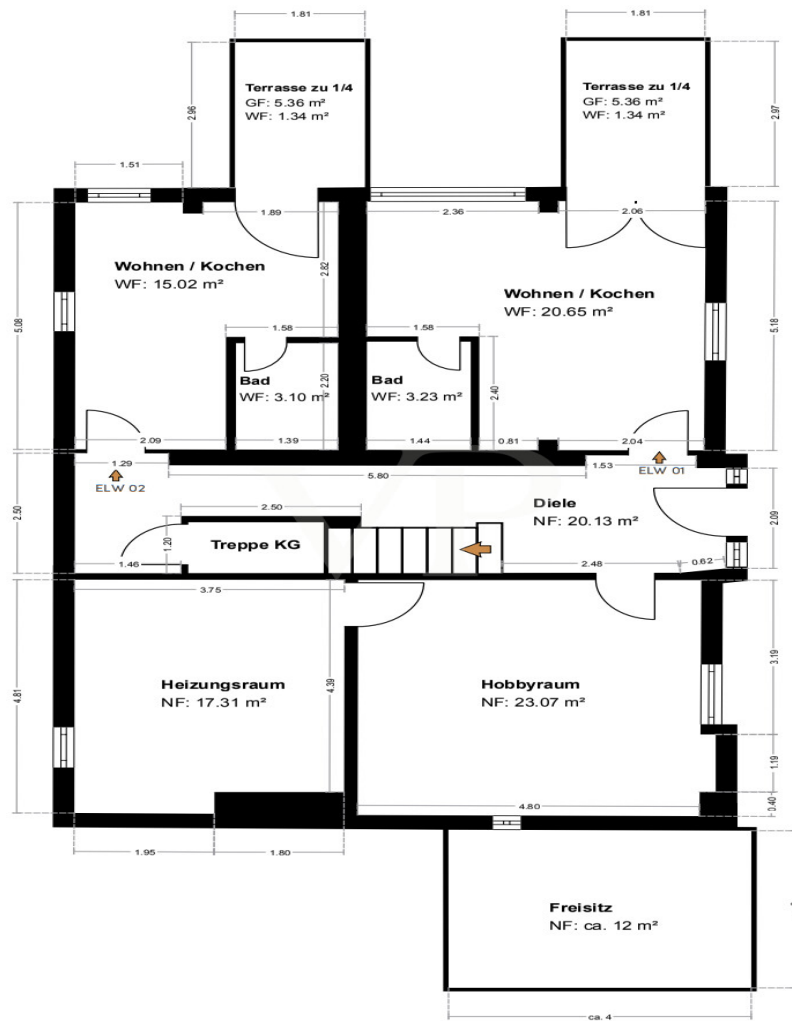 1.81
1.81
Terrasse zu 1/4
GF: 5.36 m²
WF: 1.34 m²
Terrasse zu 1/4
GF: 5.36 m²
WF: 1.34 m²
2.96
2.97
1.51
1.89
2.36
2.06
Wohnen / Kochen
WF: 15.02 m²
2.82
Wohnen / Kochen
WF: 20.65 m²
5.08
5.18
1.58
1.58
Bad
WF: 3.10 m²
2.20
Bad
WF: 3.23 m²
2.40
2.09
1.39
1.44
0.81
2.04
1.29
ELW 02
5.80
1.53
ELW 01
2.50
2.50
Diele
NF: 20.13 m²
2.09
1.20
Treppe KG
1.46
2.48
0.62
3.75
Heizungsraum
NF: 17.31 m²
4.39
Hobbyraum
NF: 23.07 m²
4.81
3.19
1.19
4.80
0.40
1.95
1.80
Freisitz
NF: ca. 12 m²
ca. 4
VP